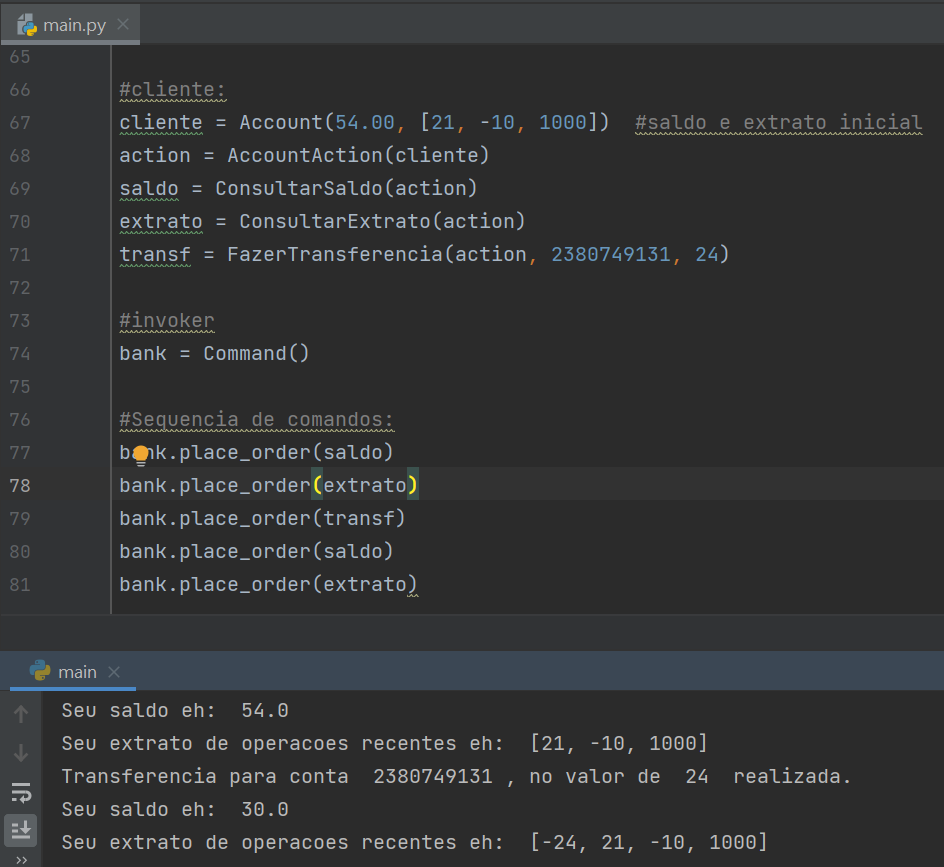 main.py
65
66 #cliente:
67 cliente = Account(54.00, [21, -10, 1000])  #saldo e extrato inicial
68 action = AccountAction(cliente)
69 saldo = ConsultarSaldo(action)
70 extrato = ConsultarExtrato(action)
71 transf = FazerTransferencia(action, 2380749131, 24)
72
73 #invoker
74 bank = Command()
75
76 #Sequencia de comandos:
77 bank.place_order(saldo)
78 bank.place_order(extrato)
79 bank.place_order(transf)
80 bank.place_order(saldo)
81 bank.place_order(extrato)
main
Seu saldo eh:  54.0
Seu extrato de operacoes recentes eh:  [21, -10, 1000]
Transferencia para conta  2380749131 , no valor de  24  realizada.
Seu saldo eh:  30.0
Seu extrato de operacoes recentes eh:  [-24, 21, -10, 1000]